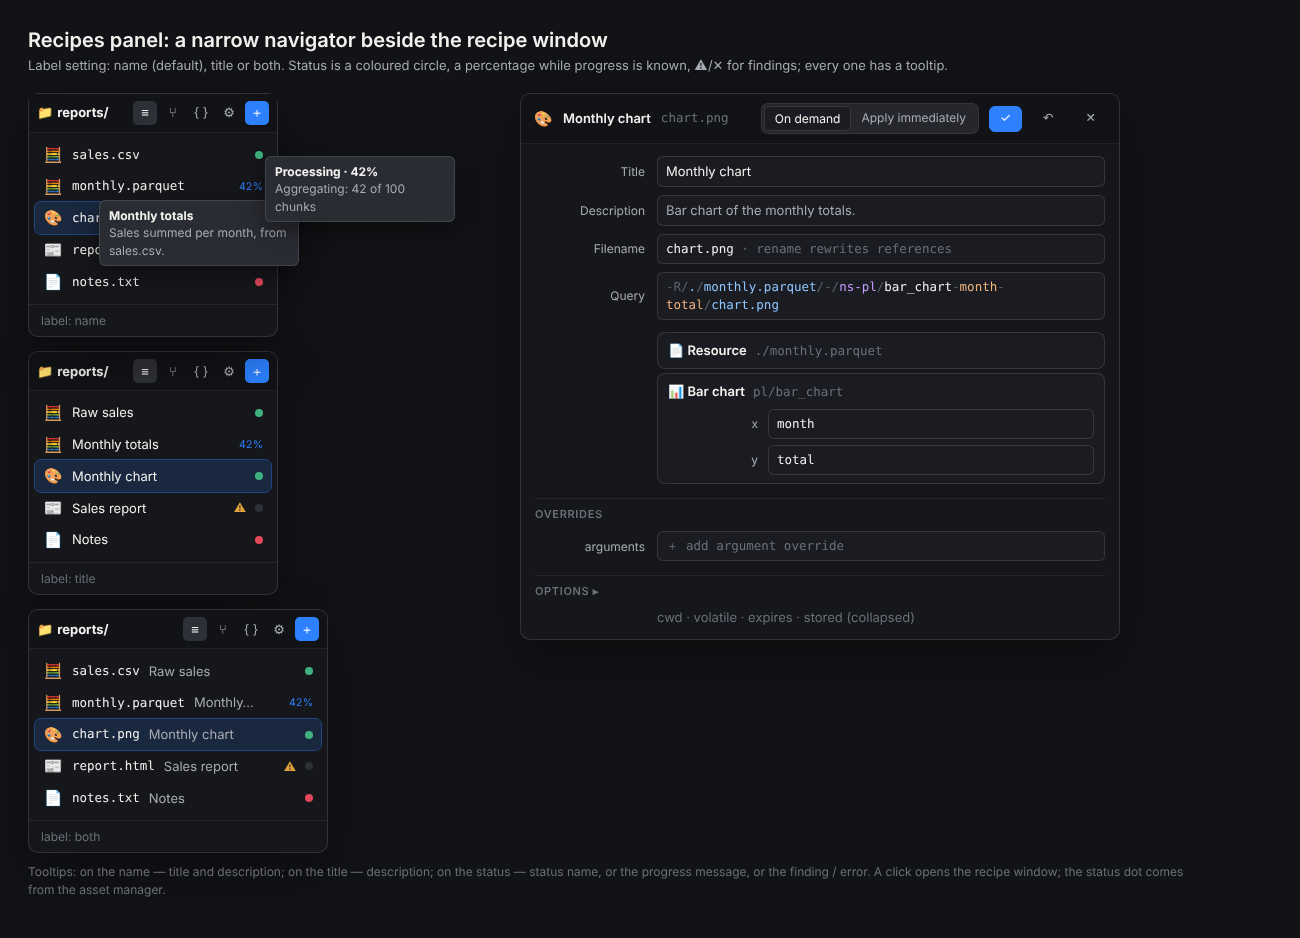 Recipes panel: a narrow navigator beside the recipe window
Label setting: name (default), title or both. Status is a coloured circle, a percentage while progress is known, ⚠/✕ for findings; every one has a tooltip.
📁 reports/ ≡ ⑂ { } ⚙ +
sales.csv
monthly.parquet 42%
Processing · 42%
Aggregating: 42 of 100
chunks
Monthly totals
Sales summed per month, from
sales.csv.
notes.txt
label: name
📁 reports/ ≡ ⑂ { } ⚙ +
Raw sales
Monthly totals 42%
Monthly chart
Sales report ⚠
Notes
label: title
📁 reports/ ≡ ⑂ { } ⚙ +
sales.csv Raw sales
monthly.parquet Monthly... 42%
chart.png Monthly chart
report.html Sales report ⚠
notes.txt Notes
label: both
Monthly chart chart.png On demand Apply immediately ✓ ↶ ✕
Title Monthly chart
Description Bar chart of the monthly totals.
Filename chart.png · rename rewrites references
Query -R/./monthly.parquet/-/ns-pl/bar_chart-month-
total/chart.png
Resource ./monthly.parquet
Bar chart pl/bar_chart
x month
y total
OVERRIDES
arguments + add argument override
OPTIONS ▸
cwd · volatile · expires · stored (collapsed)
Tooltips: on the name — title and description; on the title — description; on the status — status name, or the progress message, or the finding / error. A click opens the recipe window; the status dot comes
from the asset manager.